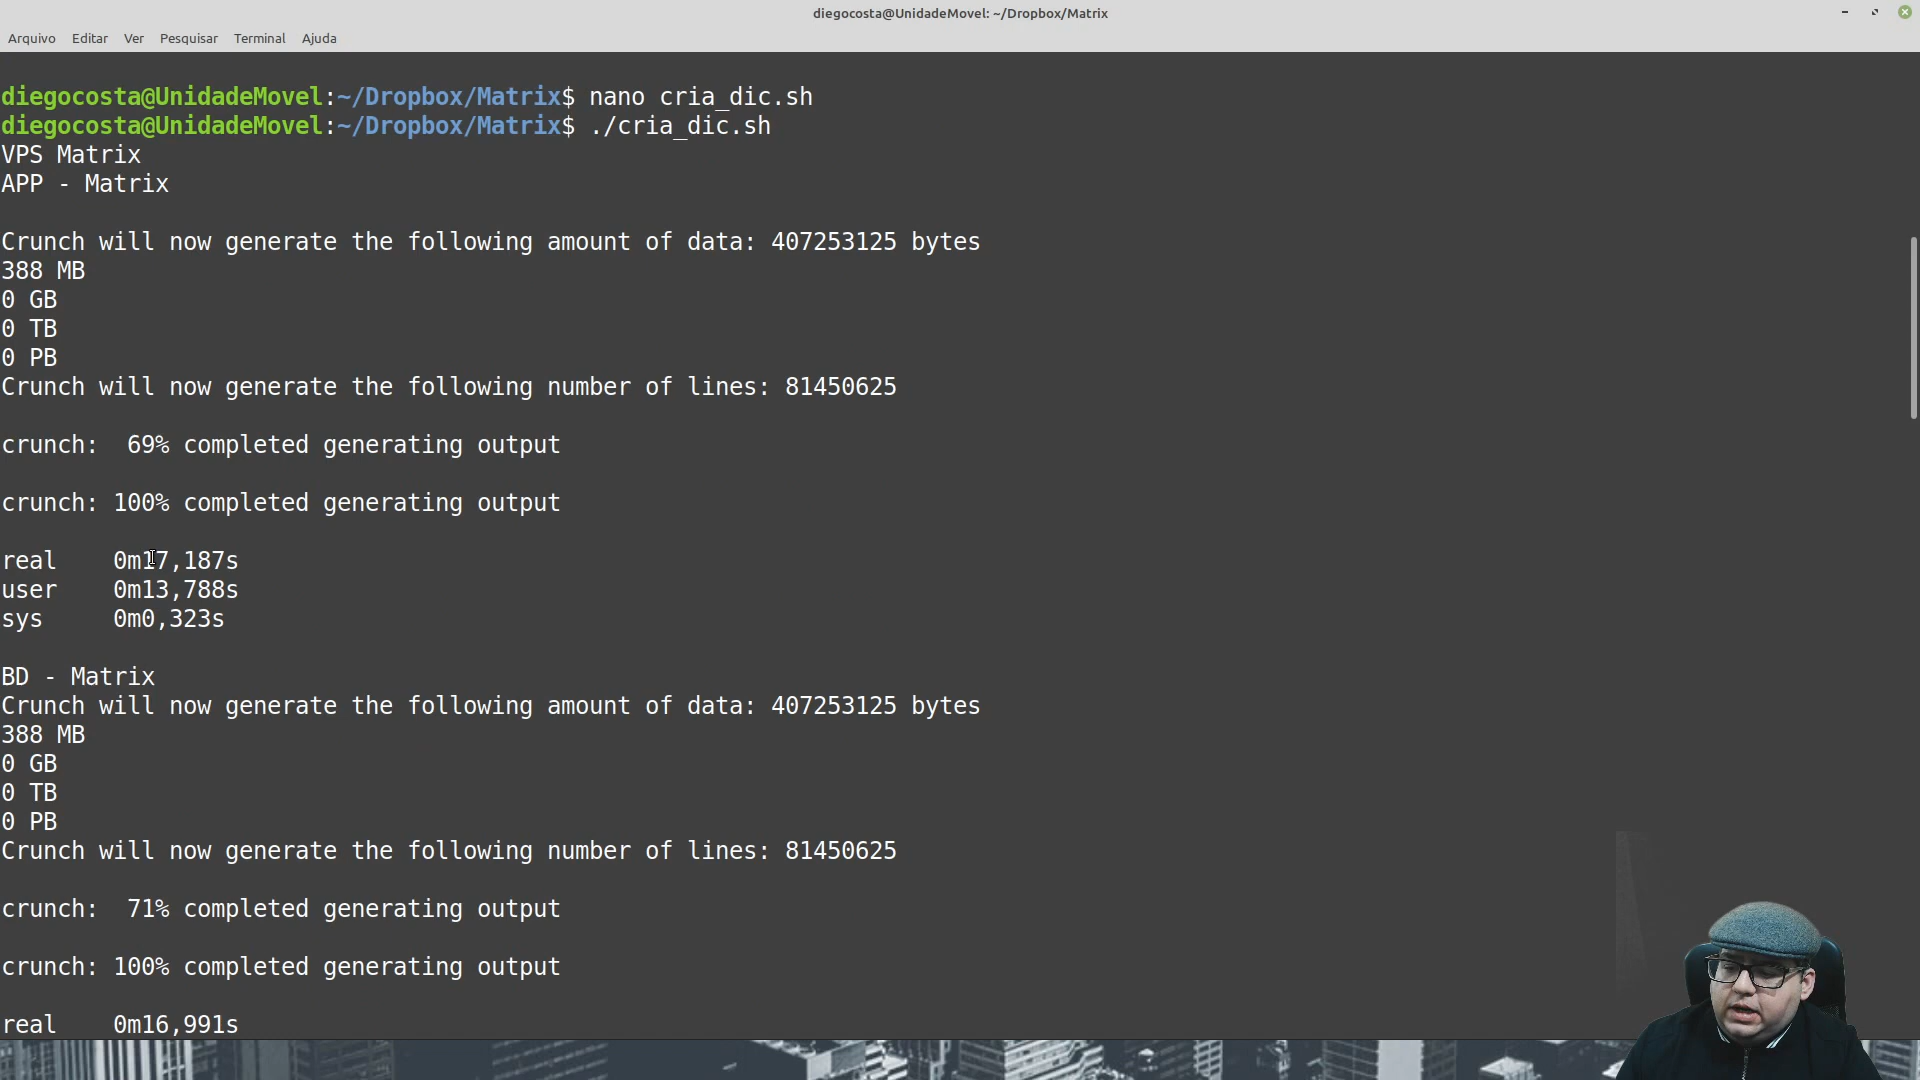 diegocosta@UnidadeMovel: ~/Dropbox/Matrix
Arquivo Editar Ver Pesquisar Terminal Ajuda
diegocosta@UnidadeMovel:~/Dropbox/Matrix$ nano cria_dic.sh
diegocosta@UnidadeMovel:~/Dropbox/Matrix$ ./cria_dic.sh
VPS Matrix
APP - Matrix
Crunch will now generate the following amount of data: 407253125 bytes
388 MB
0 GB
0 TB
0 PB
Crunch will now generate the following number of lines: 81450625
crunch:  69% completed generating output
crunch: 100% completed generating output
real    0m17,187s
user    0m13,788s
sys     0m0,323s
BD - Matrix
Crunch will now generate the following amount of data: 407253125 bytes
388 MB
0 GB
0 TB
0 PB
Crunch will now generate the following number of lines: 81450625
crunch:  71% completed generating output
crunch: 100% completed generating output
real    0m16,991s